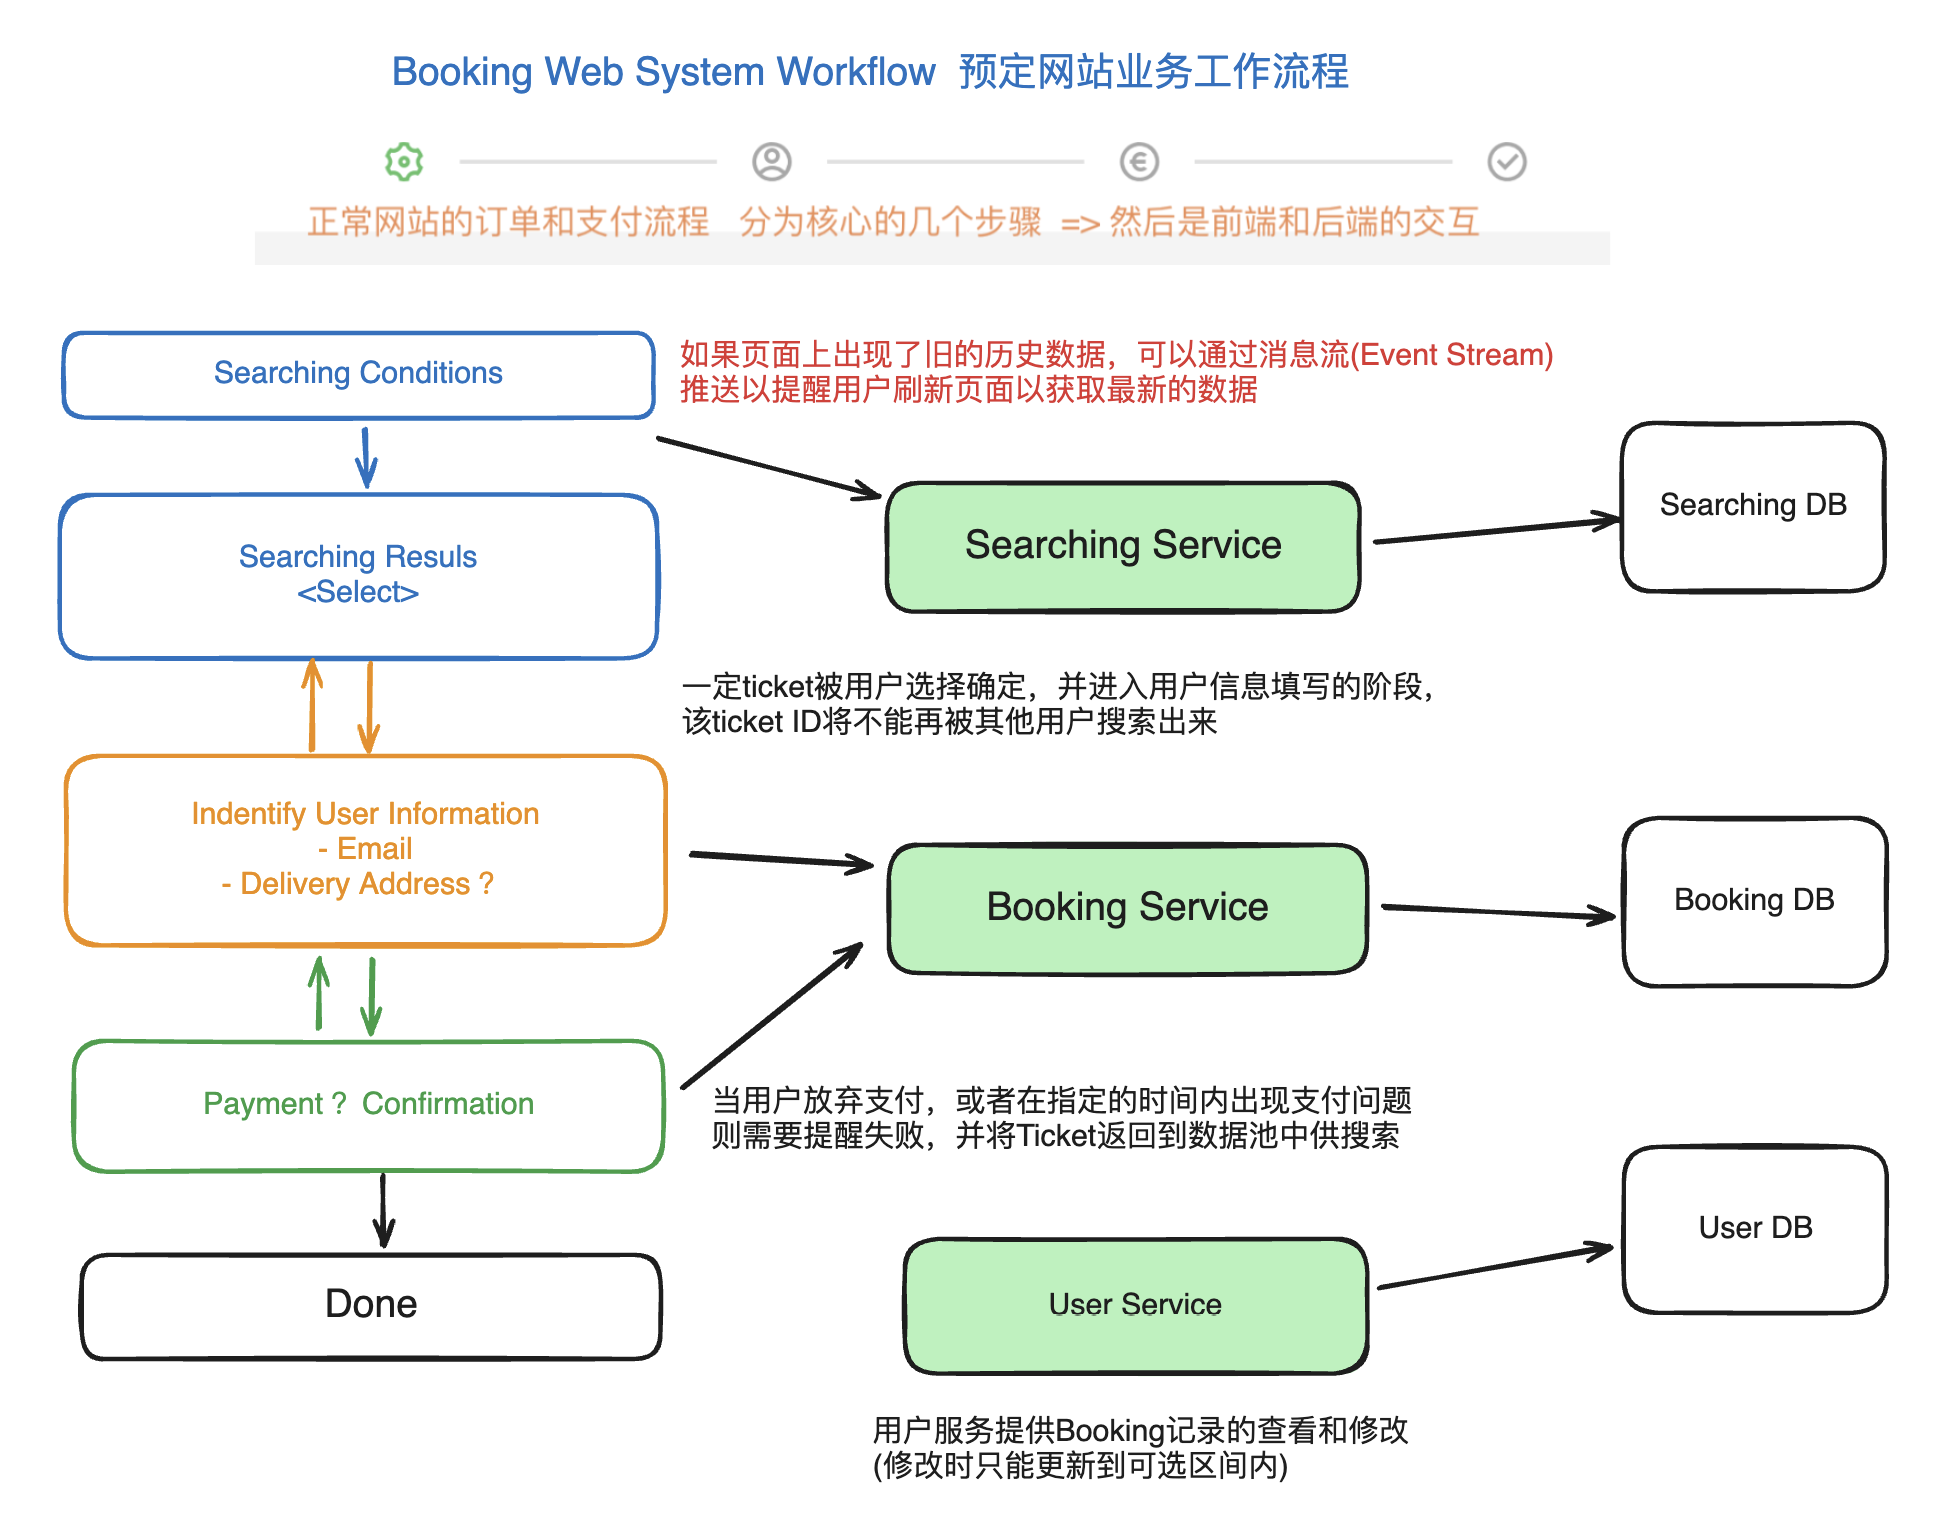 Booking Web System Workflow 预定网站业务工作流程
正常网站的订单和支付流程 分为核心的几个步骤 => 然后是前端和后端的交互
Searching Conditions
如果页面上出现了旧的历史数据，可以通过消息流(Event Stream)
推送以提醒用户刷新页面以获取最新的数据
Searching Resuls
<Select>
Searching Service
Searching DB
一定ticket被用户选择确定，并进入用户信息填写的阶段，
该ticket ID将不能再被其他用户搜索出来
Indentify User Information
- Email
- Delivery Address ?
Booking Service
Booking DB
Payment ? Confirmation
当用户放弃支付，或者在指定的时间内出现支付问题
则需要提醒失败，并将Ticket返回到数据池中供搜索
Done
User Service
User DB
用户服务提供Booking记录的查看和修改
(修改时只能更新到可选区间内)